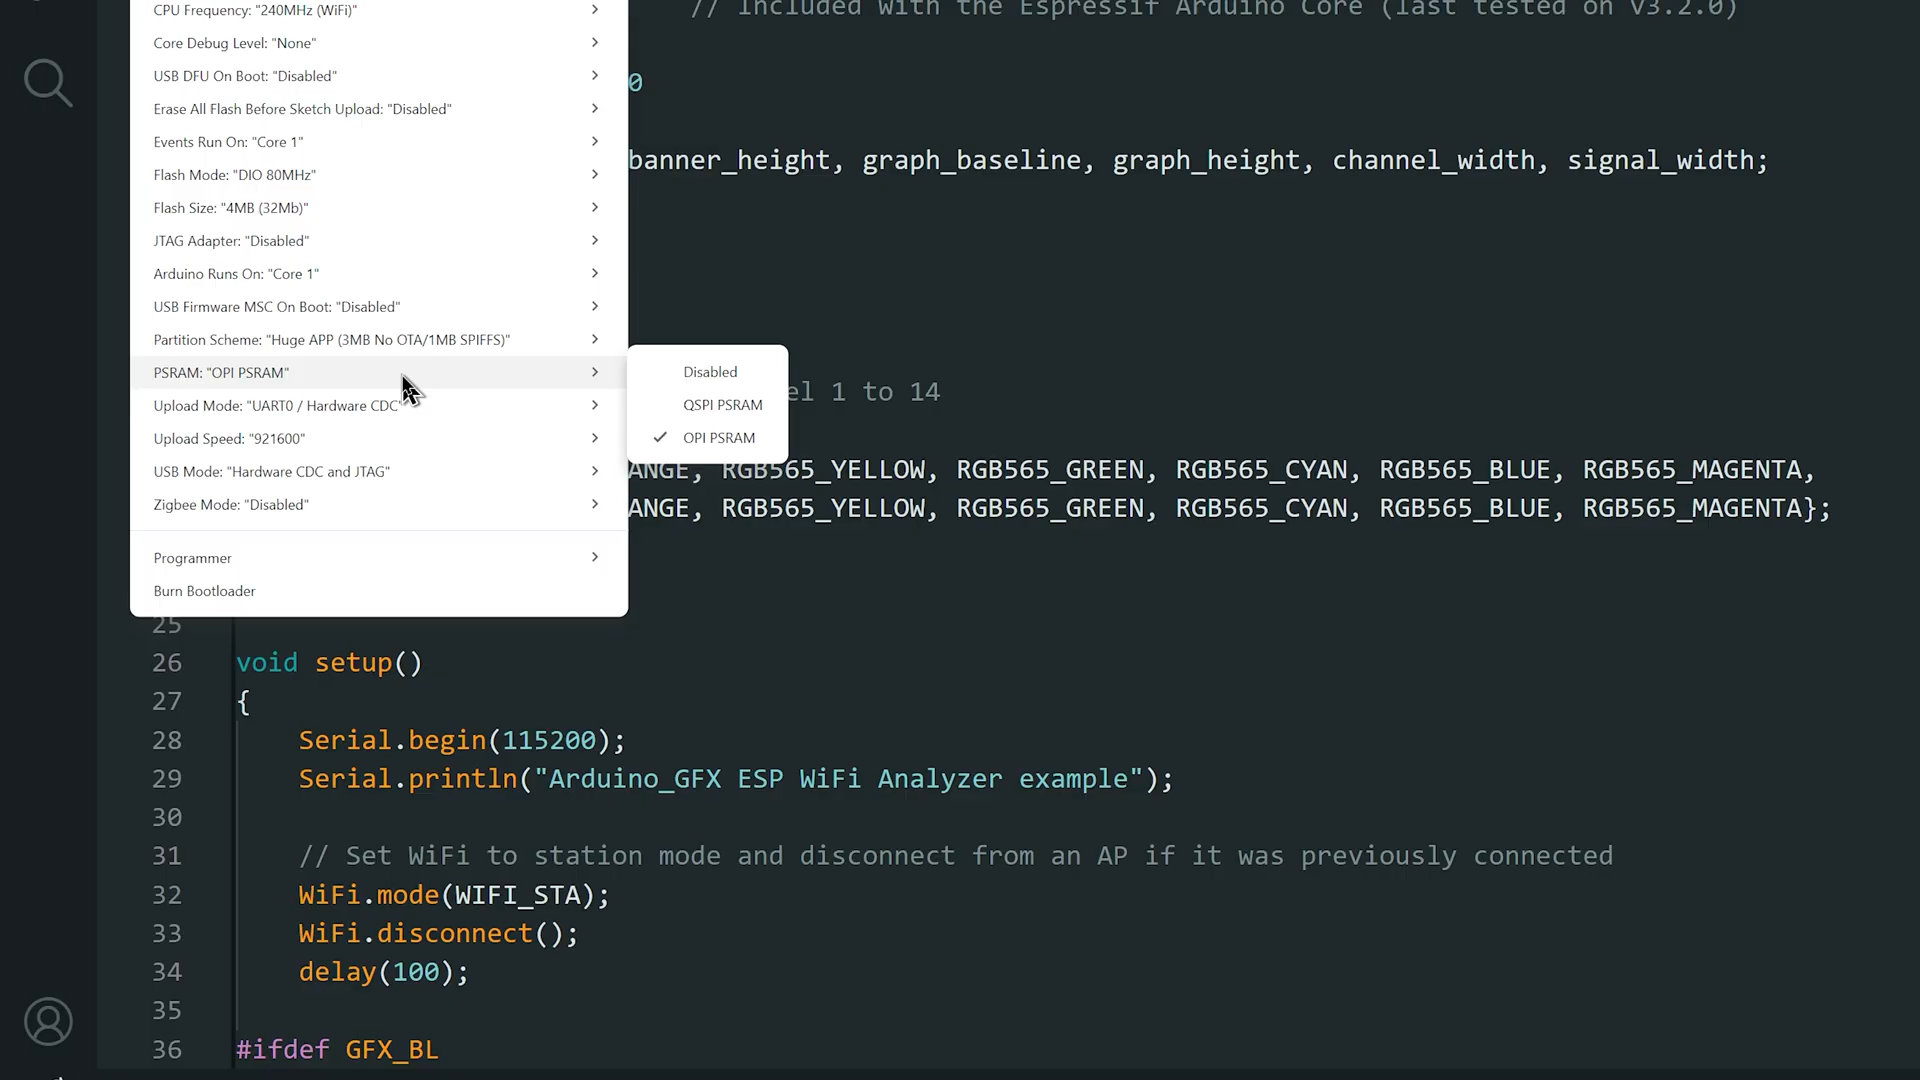 CPU Frequency: "240MHz (WiFi)"
// Included with the Espressif Arduino Core (last tested on v3.2.0)
Core Debug Level: "None"
USB DFU On Boot: "Disabled"
0
Erase All Flash Before Sketch Upload: "Disabled"
Events Run On: "Core 1"
banner_height, graph_baseline, graph_height, channel_width, signal_width;
Flash Mode: "DIO 80MHz"
Flash Size: "4MB (32Mb)"
JTAG Adapter: "Disabled"
Arduino Runs On: "Core 1"
USB Firmware MSC On Boot: "Disabled"
Partition Scheme: "Huge APP (3MB No OTA/1MB SPIFFS)"
PSRAM: "OPI PSRAM"
Disabled
QSPI PSRAM
OPI PSRAM
el 1 to 14
Upload Mode: "UART0 / Hardware CDC"
Upload Speed: "921600"
USB Mode: "Hardware CDC and JTAG"
ANGE, RGB565_YELLOW, RGB565_GREEN, RGB565_CYAN, RGB565_BLUE, RGB565_MAGENTA,
Zigbee Mode: "Disabled"
ANGE, RGB565_YELLOW, RGB565_GREEN, RGB565_CYAN, RGB565_BLUE, RGB565_MAGENTA};
Programmer
Burn Bootloader
25
26 void setup()
27 {
28 Serial.begin(115200);
29 Serial.println("Arduino_GFX ESP WiFi Analyzer example");
30
31 // Set WiFi to station mode and disconnect from an AP if it was previously connected
32 WiFi.mode(WIFI_STA);
33 WiFi.disconnect();
34 delay(100);
35
36 #ifdef GFX_BL